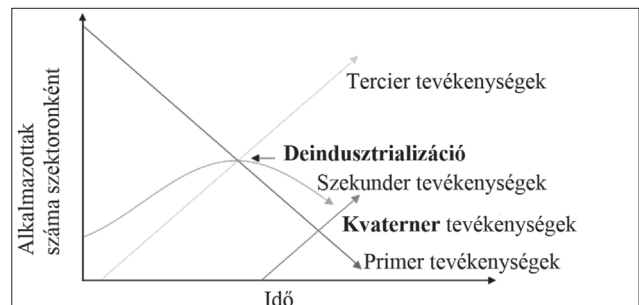 Alkalmazottak
száma szektoronként
Tercier tevékenységek
Deindusztrializáció
Szekunder tevékenységek
Kvaterner tevékenységek
Primer tevékenységek
Idő